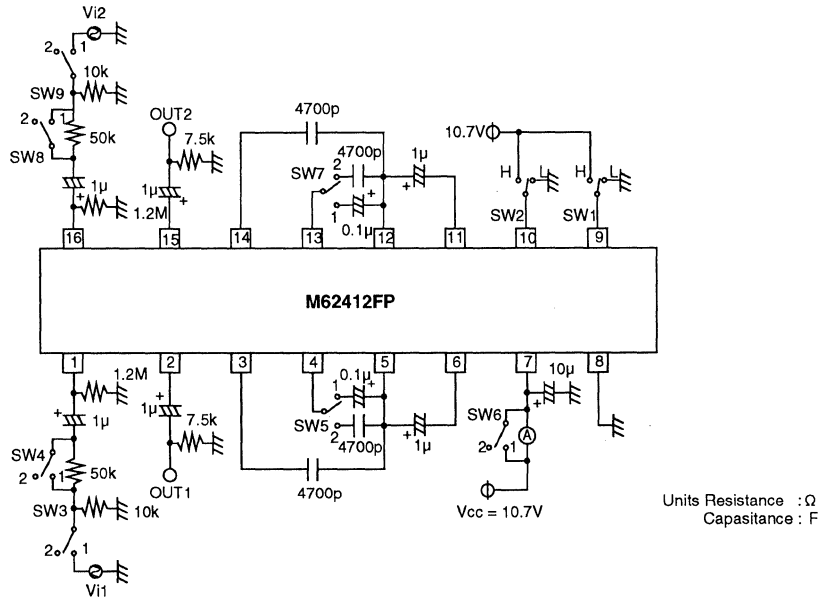 Vi2
2 1
10k
SW9
2 1
50k
SW8
1μ
+
OUT2
7.5k
1μ
+
1.2M
4700p
4700p
SW7
2
1
+
0.1μ
1μ
+
10.7V
H L
SW2
H L
SW1
16 15 14 13 12 11 10 9
M62412FP
1 2 3 4 5 6 7 8
1.2M
+
1μ
SW4
2 1
50k
SW3
10k
2 1
Vi1
+
1μ
7.5k
OUT1
0.1μ
+
1
SW5
2
4700p
4700p
+
1μ
10μ
+
SW6
2 1
A
Vcc = 10.7V
Units Resistance : Ω
Capasitance : F